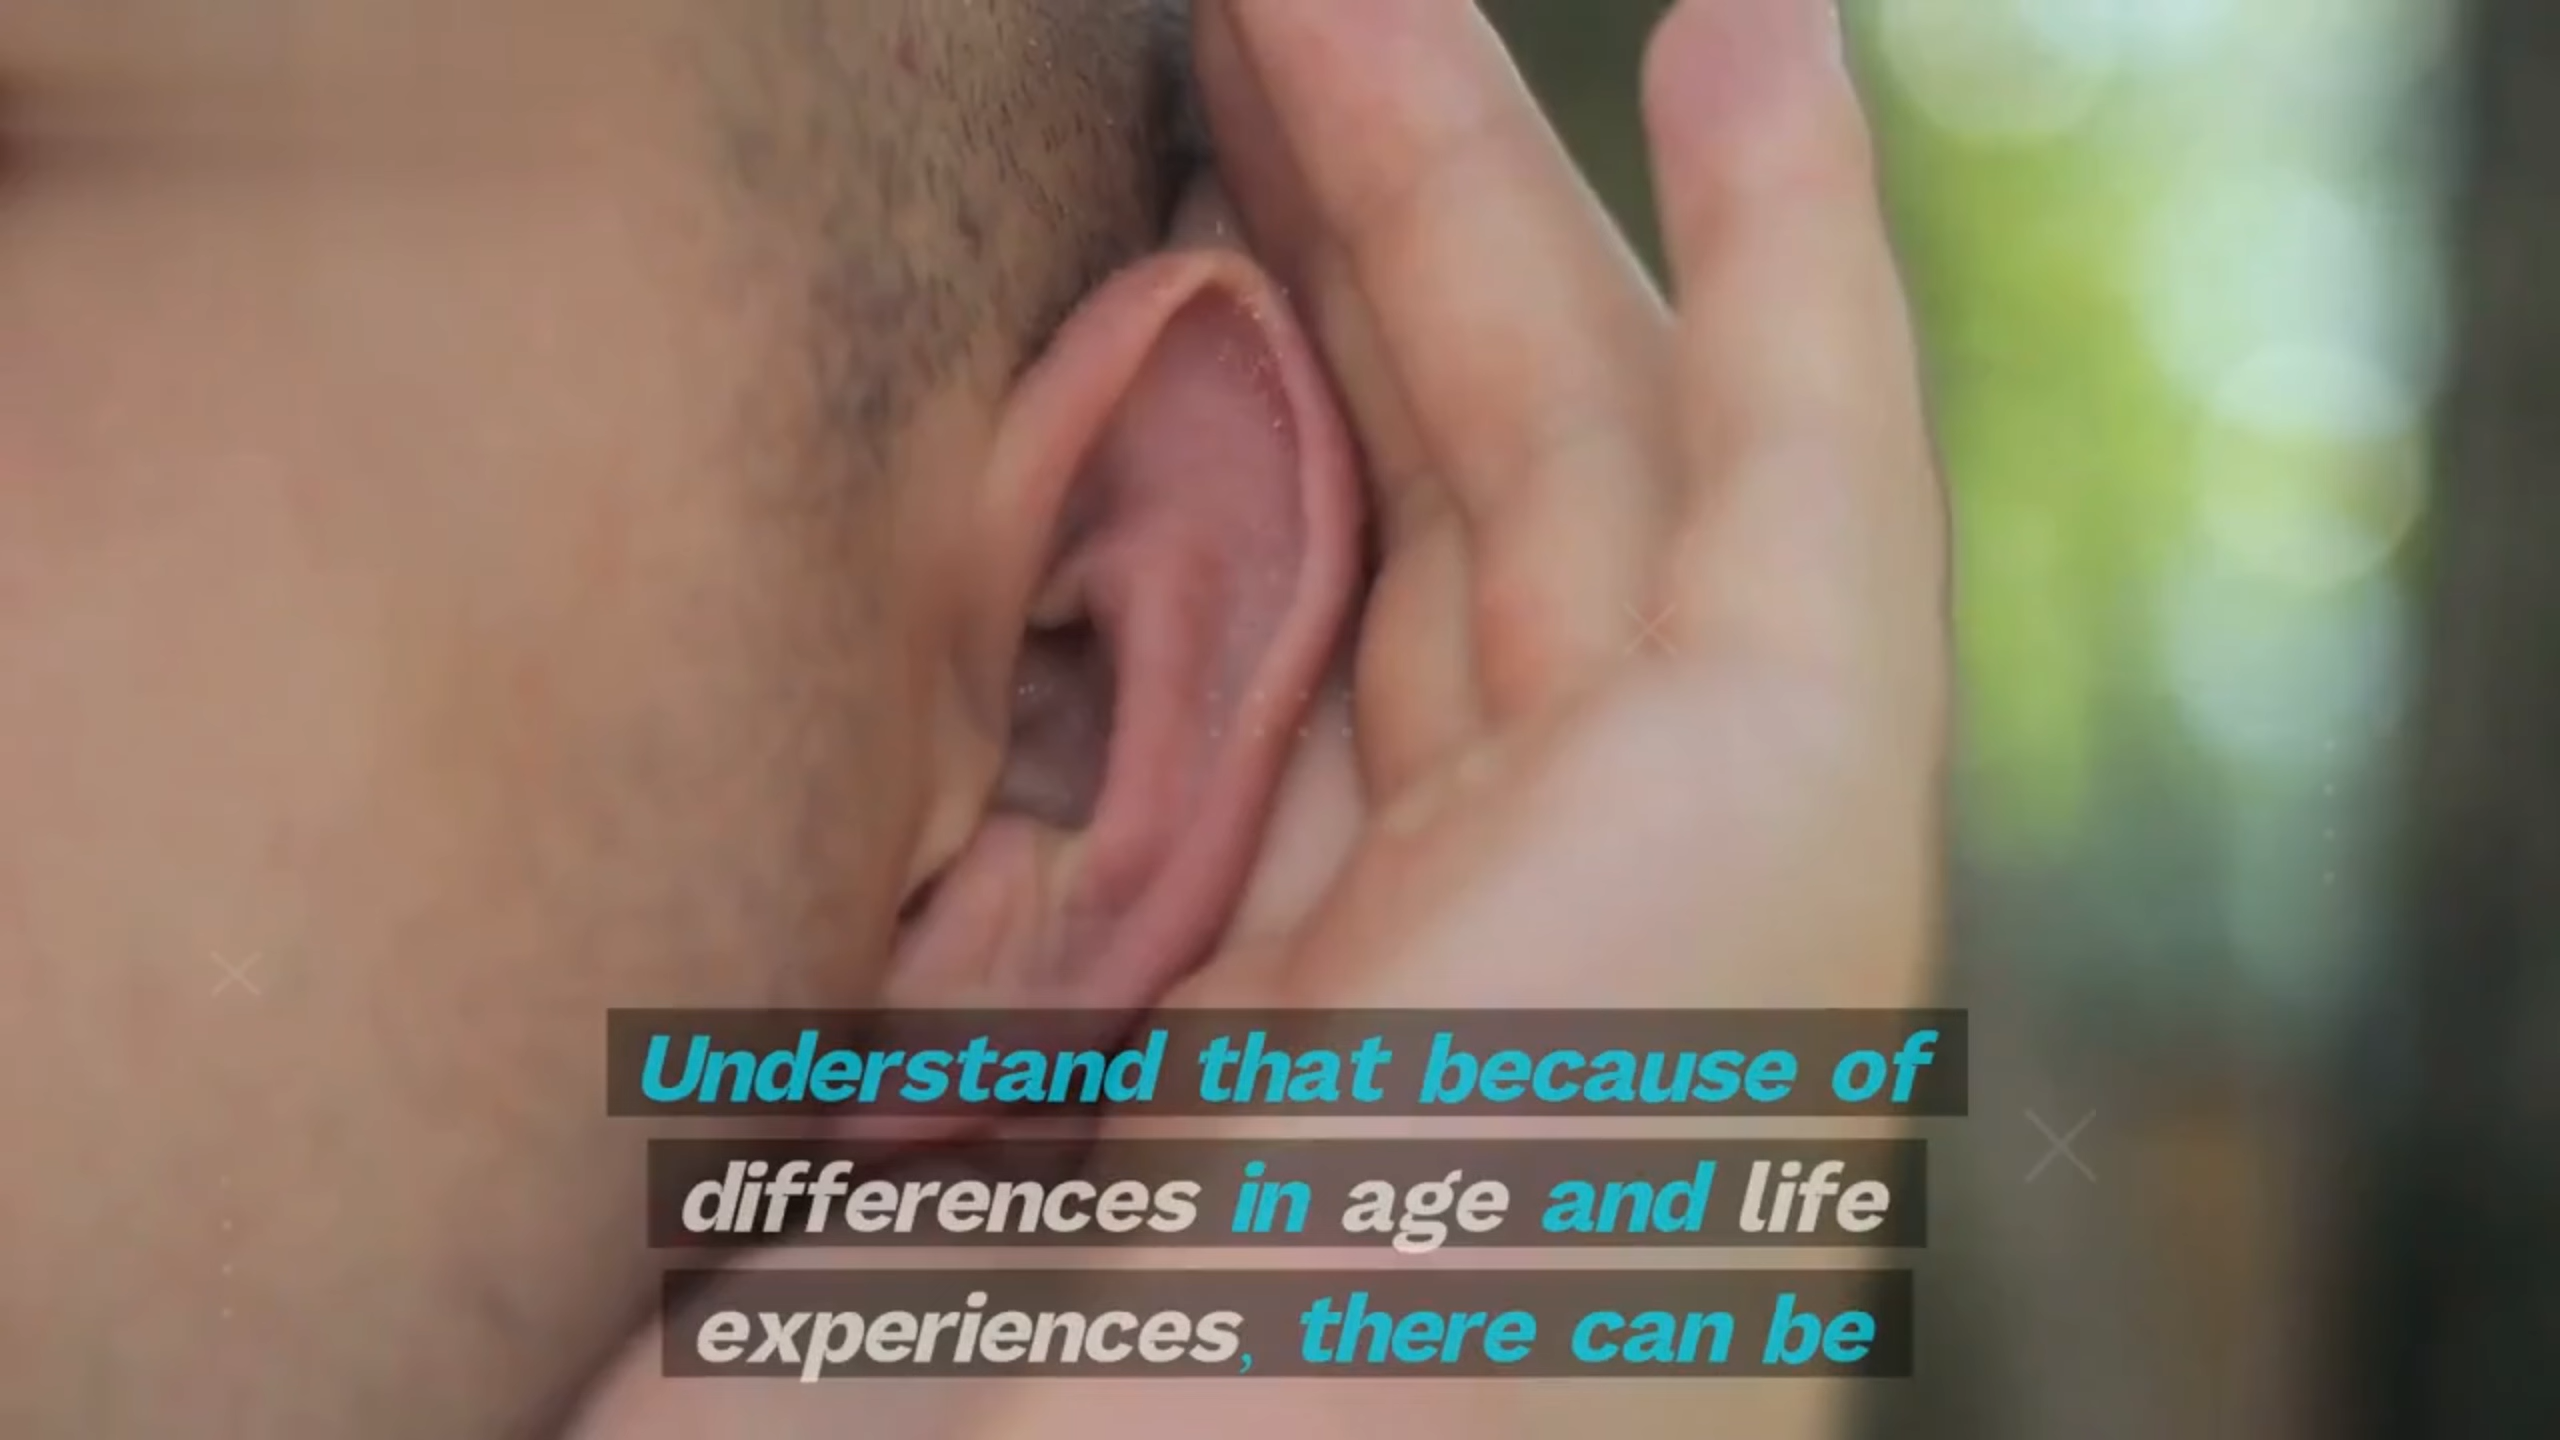 Understand that because of
differences in age and life
experiences, there can be